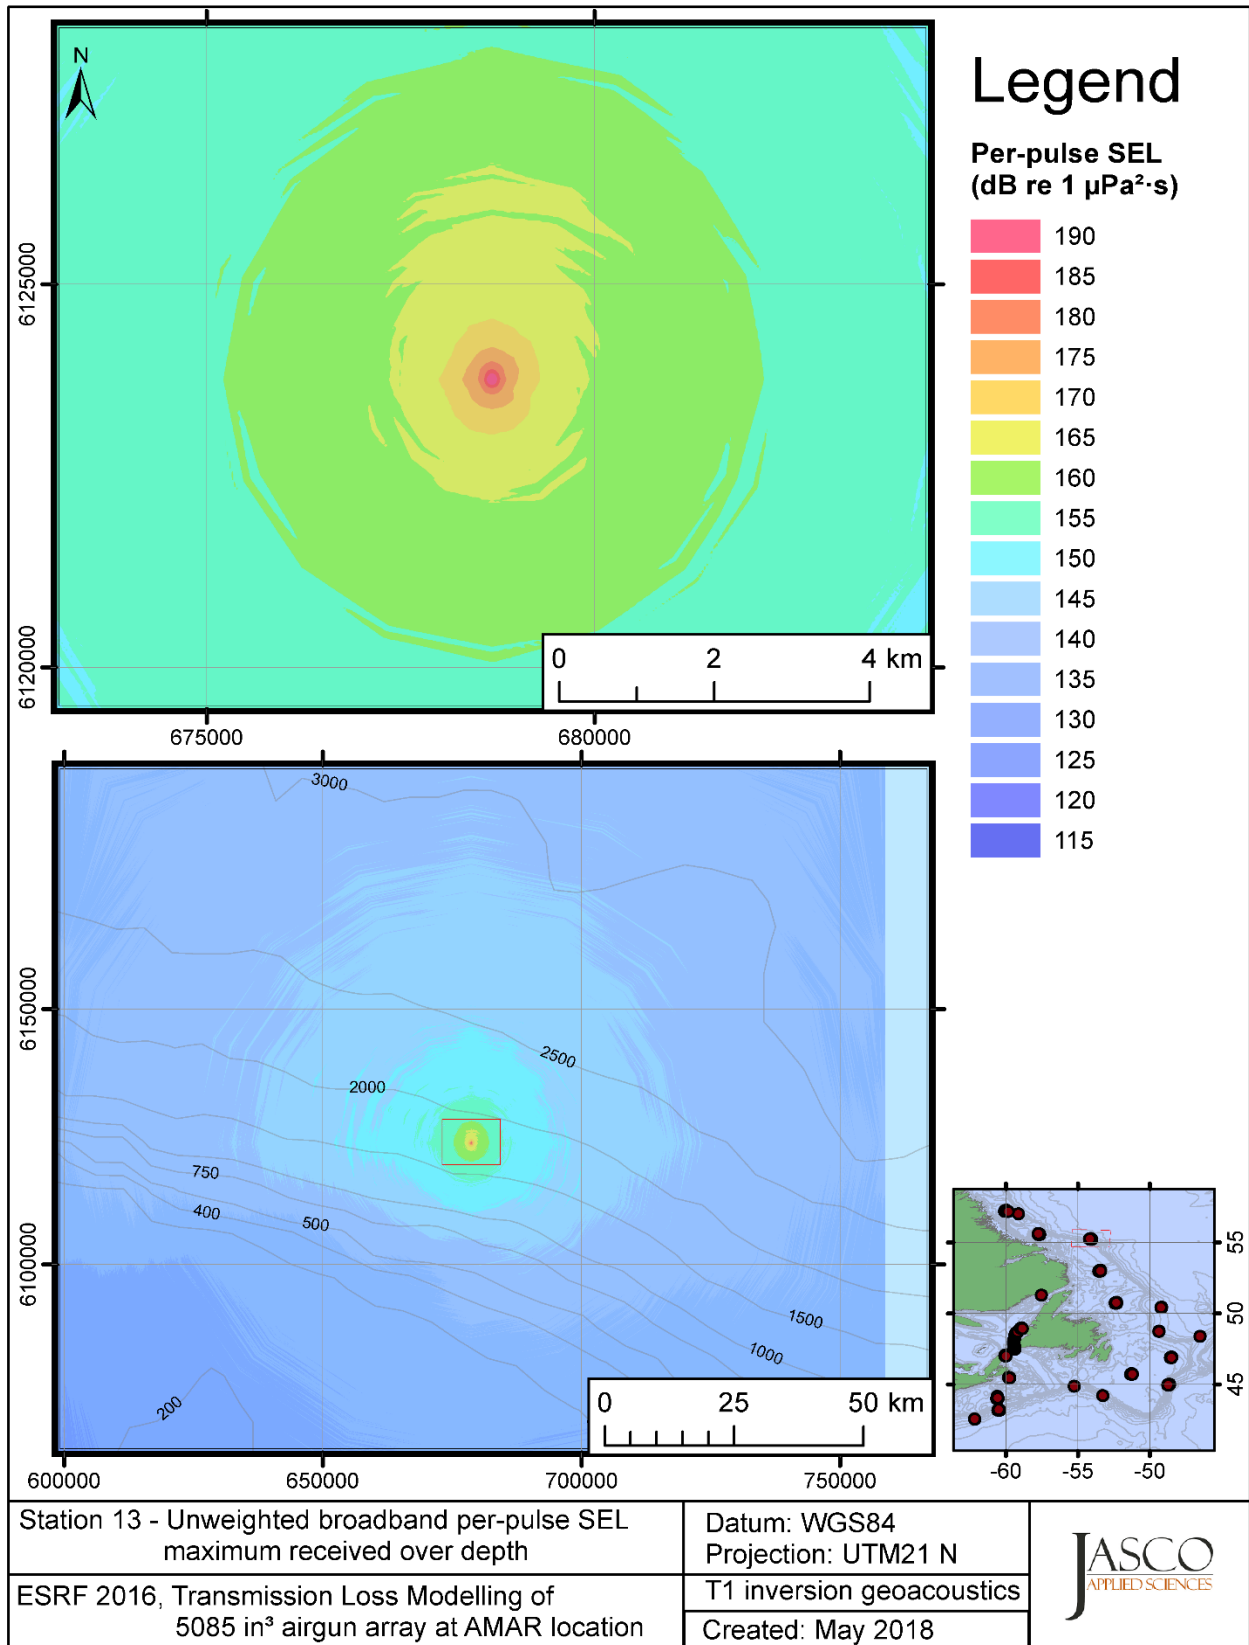 N
6125000
6120000
0 2 4 km
675000 680000
Legend
Per-pulse SEL
(dB re 1 µPa²·s)
190
185
180
175
170
165
160
155
150
145
140
135
130
125
120
115
3000
6150000
2500
2000
750
400
500
6100000
1500
1000
200
0 25 50 km
600000 650000 700000 750000
55
50
45
-60 -55 -50
Station 13 - Unweighted broadband per-pulse SEL
maximum received over depth
ESRF 2016, Transmission Loss Modelling of
5085 in³ airgun array at AMAR location
Datum: WGS84
Projection: UTM21 N
T1 inversion geoacoustics
Created: May 2018
JASCO
APPLIED SCIENCES